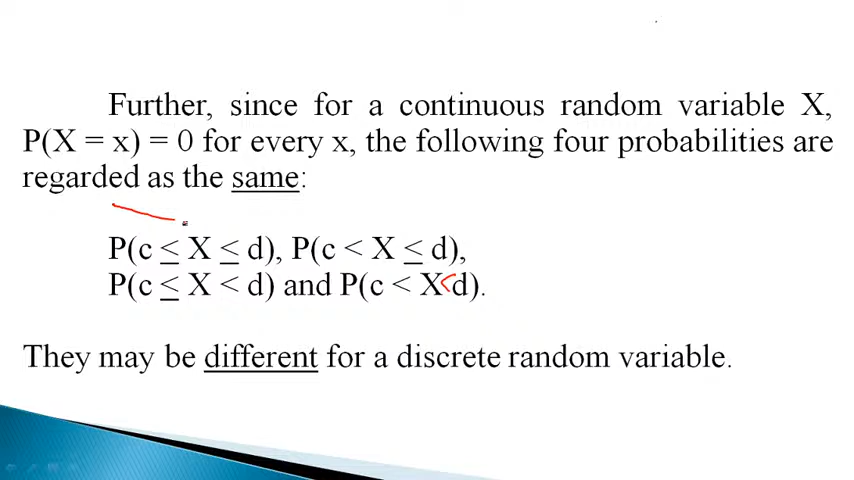 Further, since for a continuous random variable X,
P(X = x) = 0 for every x, the following four probabilities are
regarded as the same:
P(c ≤ X ≤ d), P(c < X ≤ d),
P(c ≤ X < d) and P(c < X < d).
They may be different for a discrete random variable.